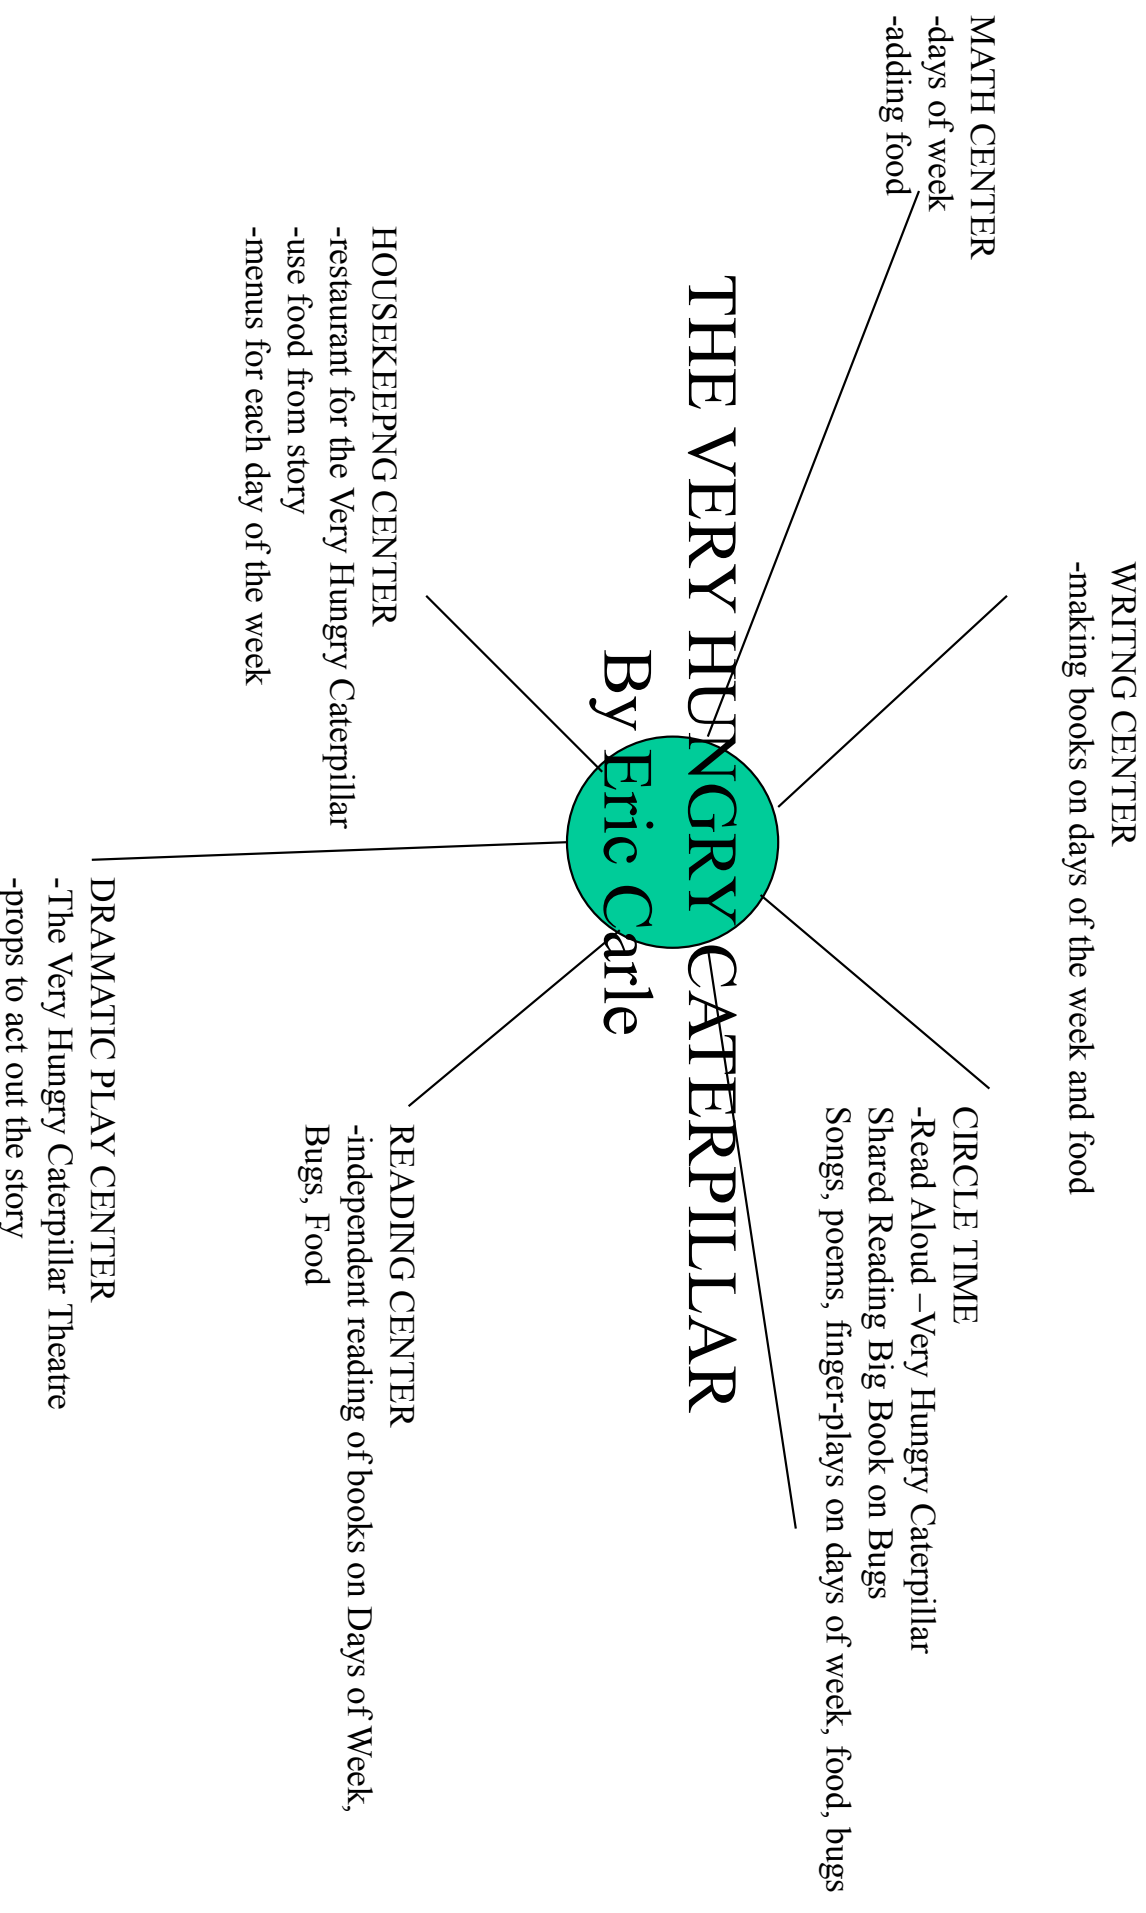 WRITNG CENTER
-making books on days of the week and food
MATH CENTER
-days of week
-adding food
CIRCLE TIME
-Read Aloud –Very Hungry Caterpillar
Shared Reading Big Book on Bugs
Songs, poems, finger-plays on days of week, food, bugs
THE VERY HUNGRY CATERPILLAR
By Eric Carle
HOUSEKEEPNG CENTER
-restaurant for the Very Hungry Caterpillar
-use food from story
-menus for each day of the week
READING CENTER
-independent reading of books on Days of Week,
Bugs, Food
DRAMATIC PLAY CENTER
-The Very Hungry Caterpillar Theatre
-props to act out the story